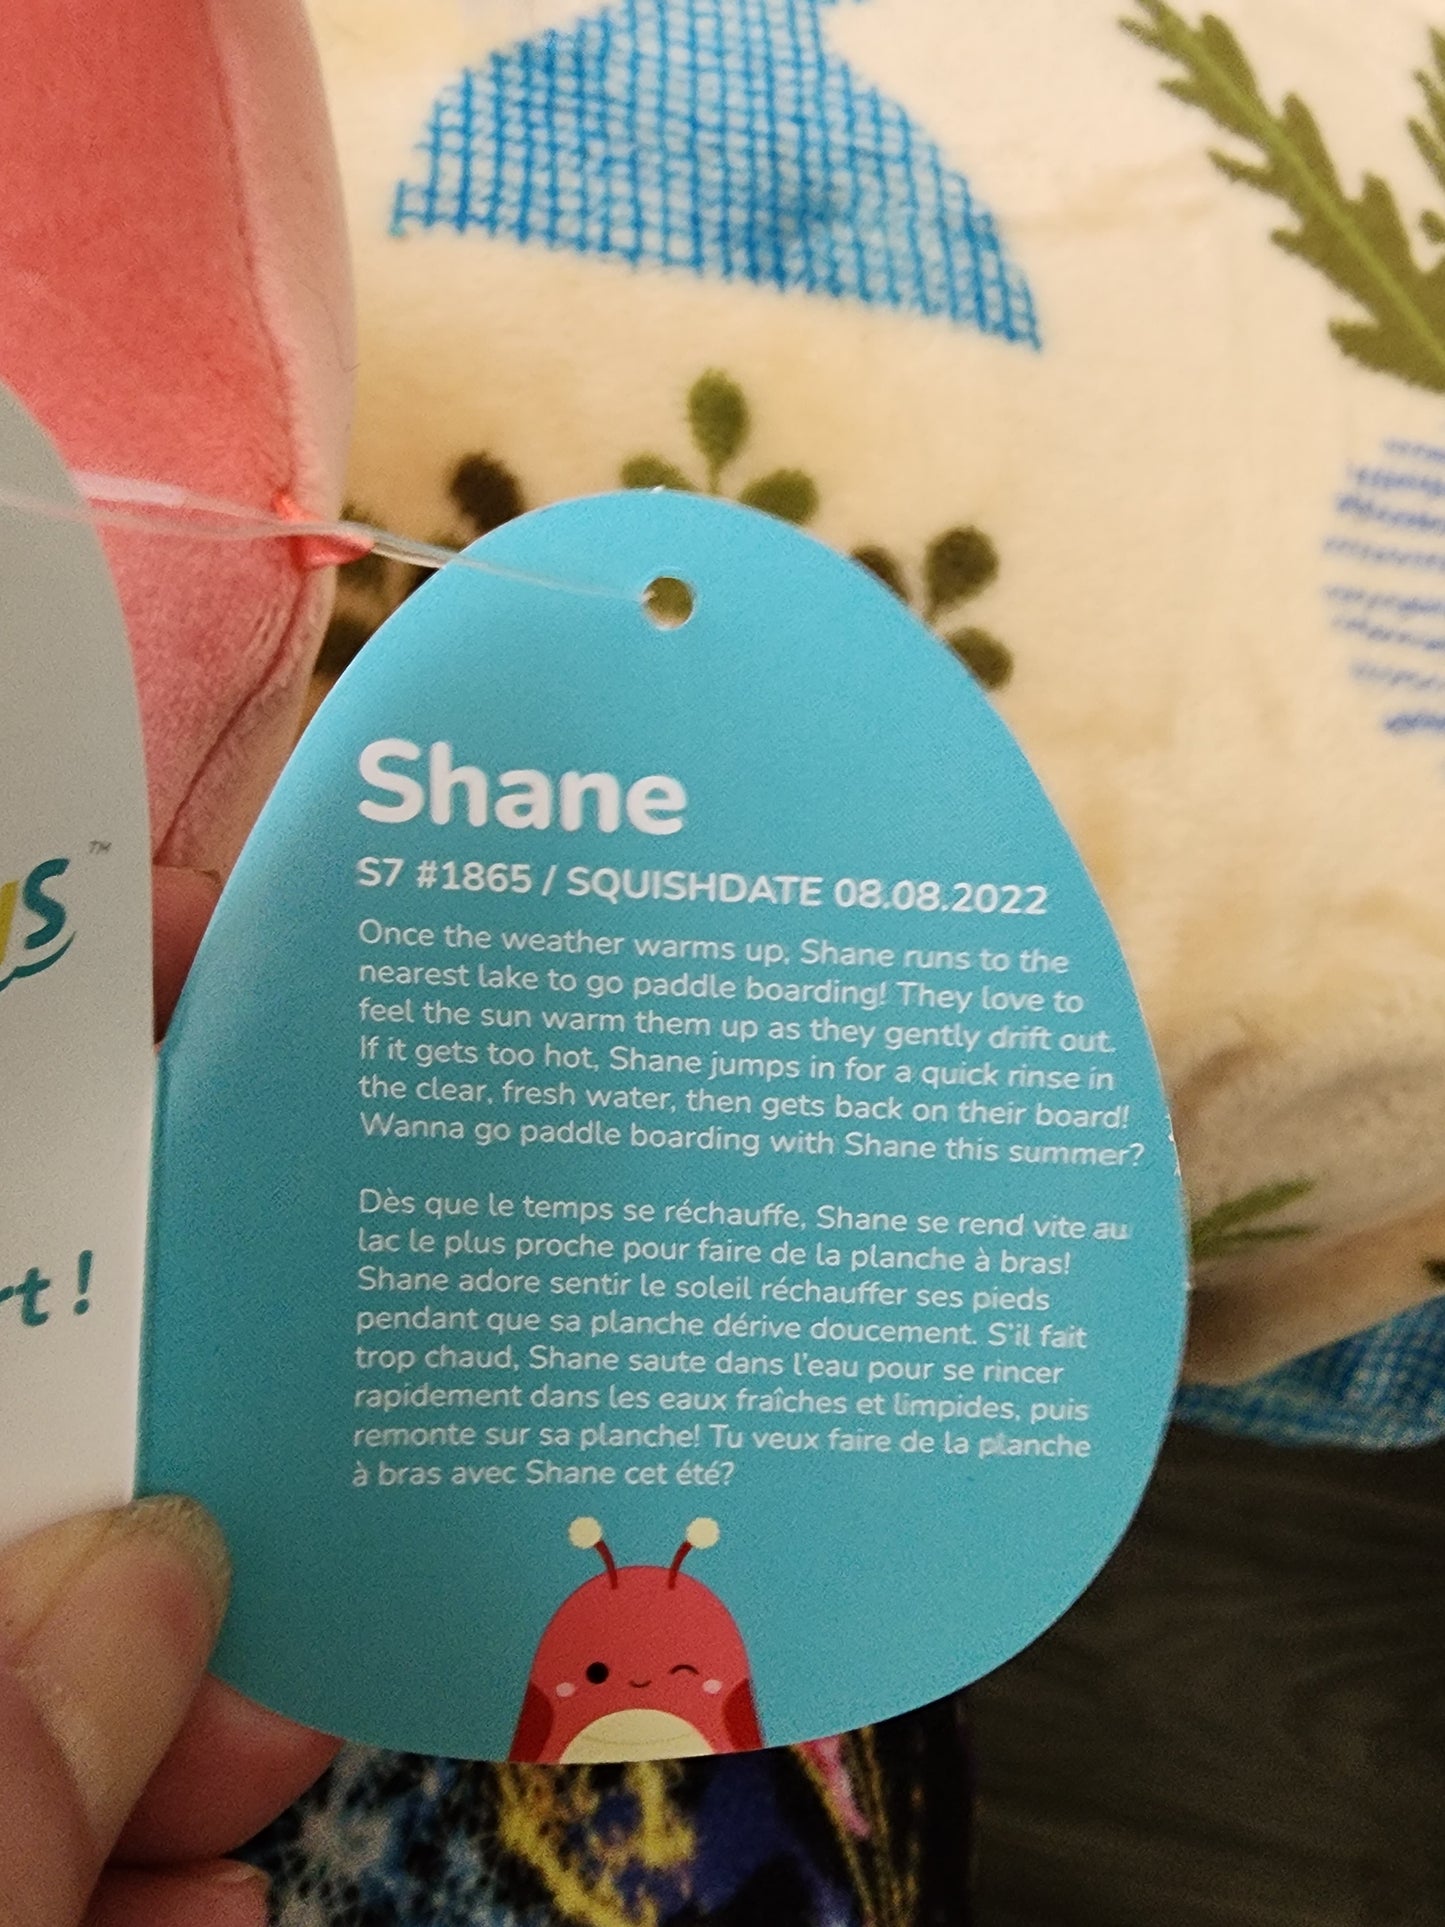 Shane
S7 #1865 / SQUISHDATE 08.08.2022
Once the weather warms up, Shane runs to the
nearest lake to go paddle boarding! They love to
feel the sun warm them up as they gently drift out.
If it gets too hot, Shane jumps in for a quick rinse in
the clear, fresh water, then gets back on their board!
Wanna go paddle boarding with Shane this summer?
Dès que le temps se réchauffe, Shane se rend vite au
lac le plus proche pour faire de la planche à bras!
Shane adore sentir le soleil réchauffer ses pieds
pendant que sa planche dérive doucement. S'il fait
trop chaud, Shane saute dans l'eau pour se rincer
rapidement dans les eaux fraîches et limpides, puis
remonte sur sa planche! Tu veux faire de la planche
à bras avec Shane cet été?